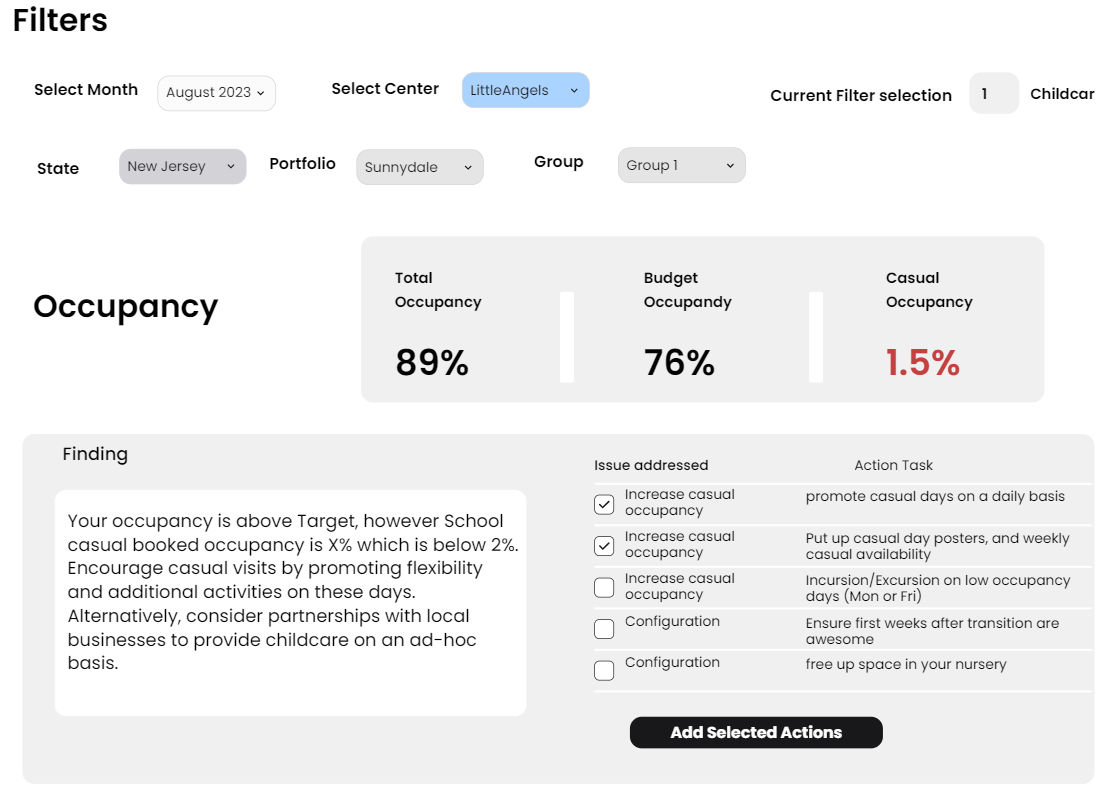 Filters
Select Month August 2023 Select Center LittleAngels Current Filter selection 1 Childcar
State New Jersey Portfolio Sunnydale Group Group 1
Occupancy
Total
Occupancy
89%
Budget
Occupandy
76%
Casual
Occupancy
1.5%
Finding
Your occupancy is above Target, however School
casual booked occupancy is X% which is below 2%.
Encourage casual visits by promoting flexibility
and additional activities on these days.
Alternatively, consider partnerships with local
businesses to provide childcare on an ad-hoc
basis.
Issue addressed Action Task
Increase casual
occupancy
promote casual days on a daily basis
Increase casual
occupancy
Put up casual day posters, and weekly
casual availability
Increase casual
occupancy
Incursion/Excursion on low occupancy
days (Mon or Fri)
Configuration
Ensure first weeks after transition are
awesome
Configuration
free up space in your nursery
Add Selected Actions